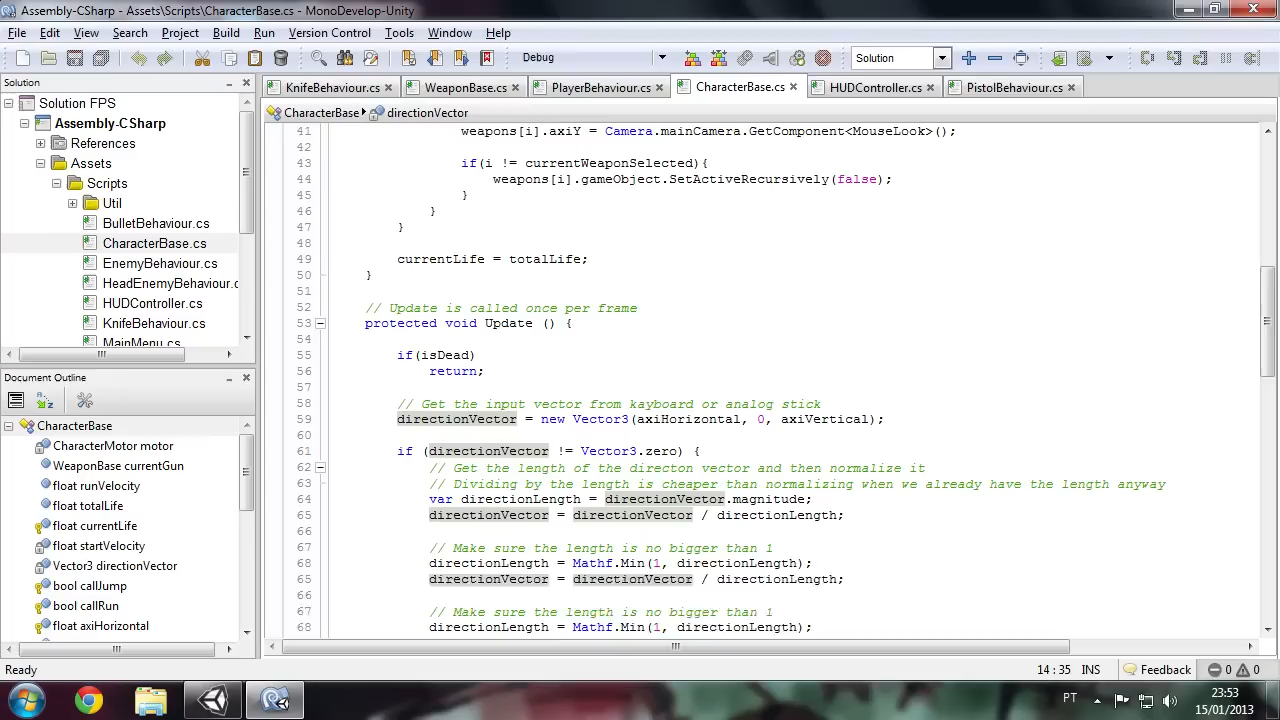 Assembly-CSharp - Assets\Scripts\CharacterBase.cs - MonoDevelop-Unity
File Edit View Search Project Build Run Version Control Tools Window Help
Debug
Solution
Solution
KnifeBehaviour.cs
WeaponBase.cs
PlayerBehaviour.cs
CharacterBase.cs
HUDController.cs
PistolBehaviour.cs
Solution FPS
Assembly-CSharp
References
Assets
Scripts
Util
BulletBehaviour.cs
CharacterBase.cs
EnemyBehaviour.cs
HeadEnemyBehaviour.c
HUDController.cs
KnifeBehaviour.cs
MainMenu.cs
Document Outline
CharacterBase
CharacterMotor motor
WeaponBase currentGun
float runVelocity
float totalLife
float currentLife
float startVelocity
Vector3 directionVector
bool callJump
bool callRun
float axiHorizontal
CharacterBase directionVector
41 weapons[i].axiY = Camera.mainCamera.GetComponent<MouseLook>();
42
43 if(i != currentWeaponSelected){
44 weapons[i].gameObject.SetActiveRecursively(false);
45 }
46 }
47 }
48
49 currentLife = totalLife;
50 }
51
52 // Update is called once per frame
53 protected void Update () {
54
55 if(isDead)
56 return;
57
58 // Get the input vector from kayboard or analog stick
59 directionVector = new Vector3(axiHorizontal, 0, axiVertical);
60
61 if (directionVector != Vector3.zero) {
62 // Get the length of the directon vector and then normalize it
63 // Dividing by the length is cheaper than normalizing when we already have the length anyway
64 var directionLength = directionVector.magnitude;
65 directionVector = directionVector / directionLength;
66
67 // Make sure the length is no bigger than 1
68 directionLength = Mathf.Min(1, directionLength);
65 directionVector = directionVector / directionLength;
66
67 // Make sure the length is no bigger than 1
68 directionLength = Mathf.Min(1, directionLength);
Ready
14 : 35 INS
Feedback
0
0
PT
23:53
15/01/2013